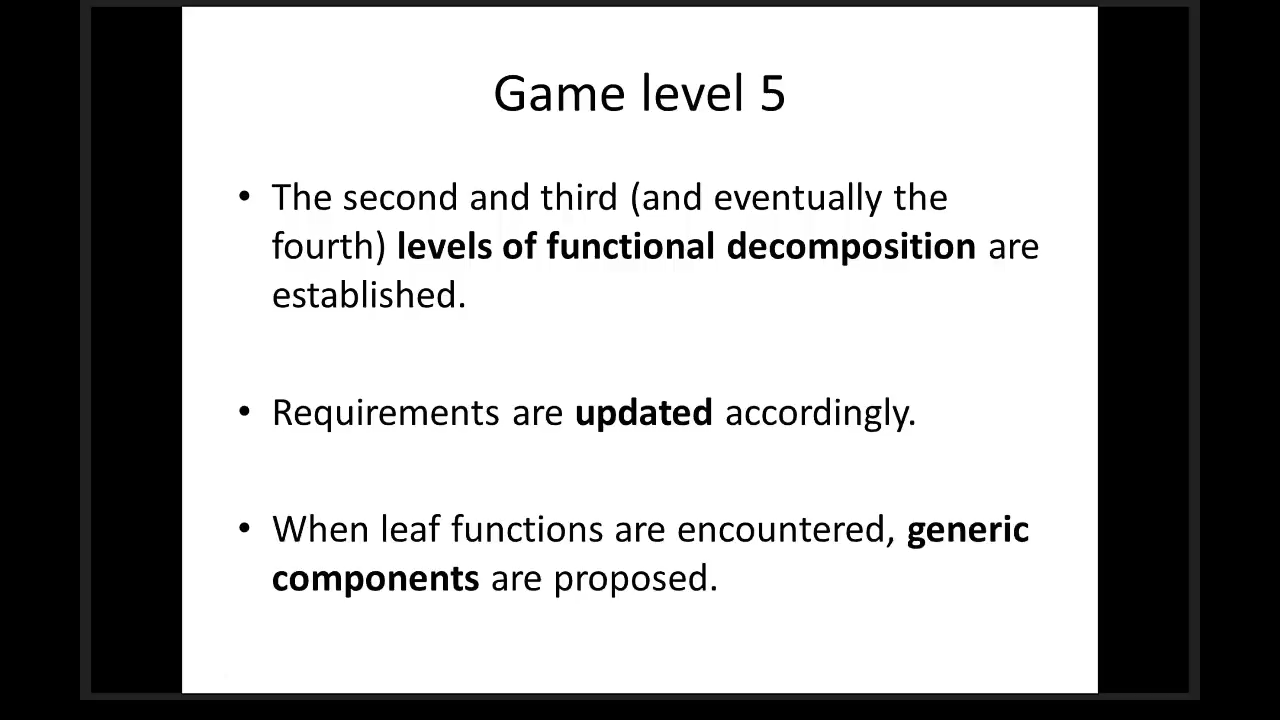 Game level 5
• The second and third (and eventually the
fourth) levels of functional decomposition are
established.
• Requirements are updated accordingly.
• When leaf functions are encountered, generic
components are proposed.